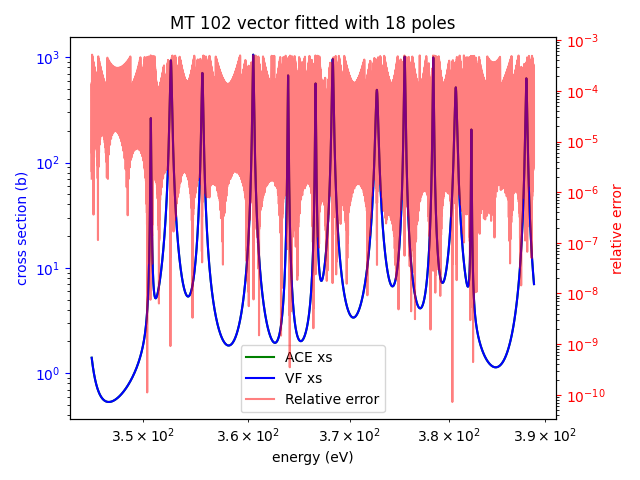 MT 102 vector fitted with 18 poles
cross section (b)
10³
10²
10¹
10⁰
10⁻³
10⁻⁴
10⁻⁵
10⁻⁶
10⁻⁷
10⁻⁸
10⁻⁹
10⁻¹⁰
relative error
ACE xs
VF xs
Relative error
3.5 × 10² 3.6 × 10² 3.7 × 10² 3.8 × 10² 3.9 × 10²
energy (eV)